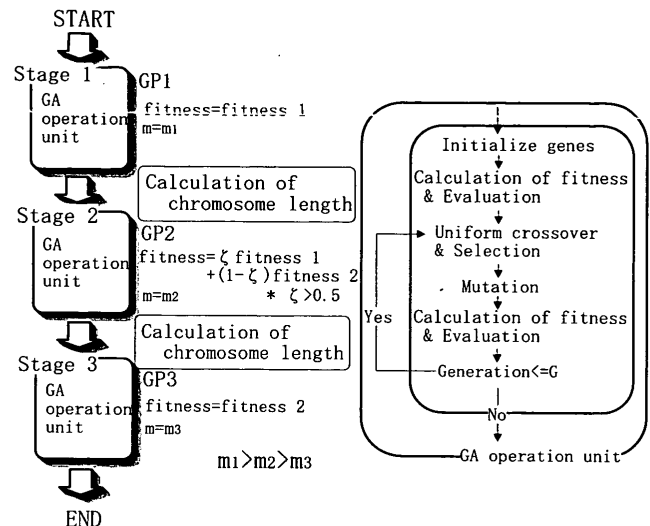 START
Stage 1
GA
operation
unit
GP1
fitness=fitness 1
m=m1
Calculation of
chromosome length
Stage 2
GA
operation
unit
GP2
fitness=ζ fitness 1
+(1-ζ)fitness 2
* ζ>0.5
m=m2
Calculation of
chromosome length
Stage 3
GA
operation
unit
GP3
fitness=fitness 2
m=m3
m1>m2>m3
END
Initialize genes
Calculation of fitness
& Evaluation
Uniform crossover
& Selection
Mutation
Calculation of fitness
& Evaluation
Generation<=G
Yes
No
GA operation unit